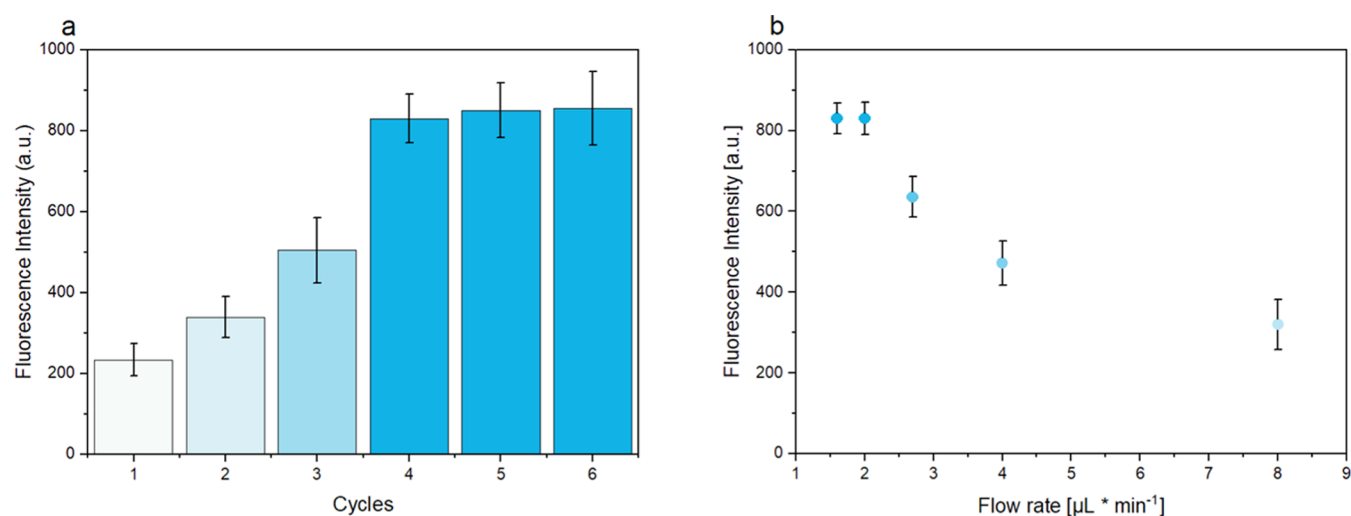 a
1000
800
600
400
200
0
Fluorescence Intensity (a.u.)
1 2 3 4 5 6
Cycles
b
1000
800
600
400
200
0
Fluorescence Intensity [a.u.]
1 2 3 4 5 6 7 8 9
Flow rate [µL * min⁻¹]